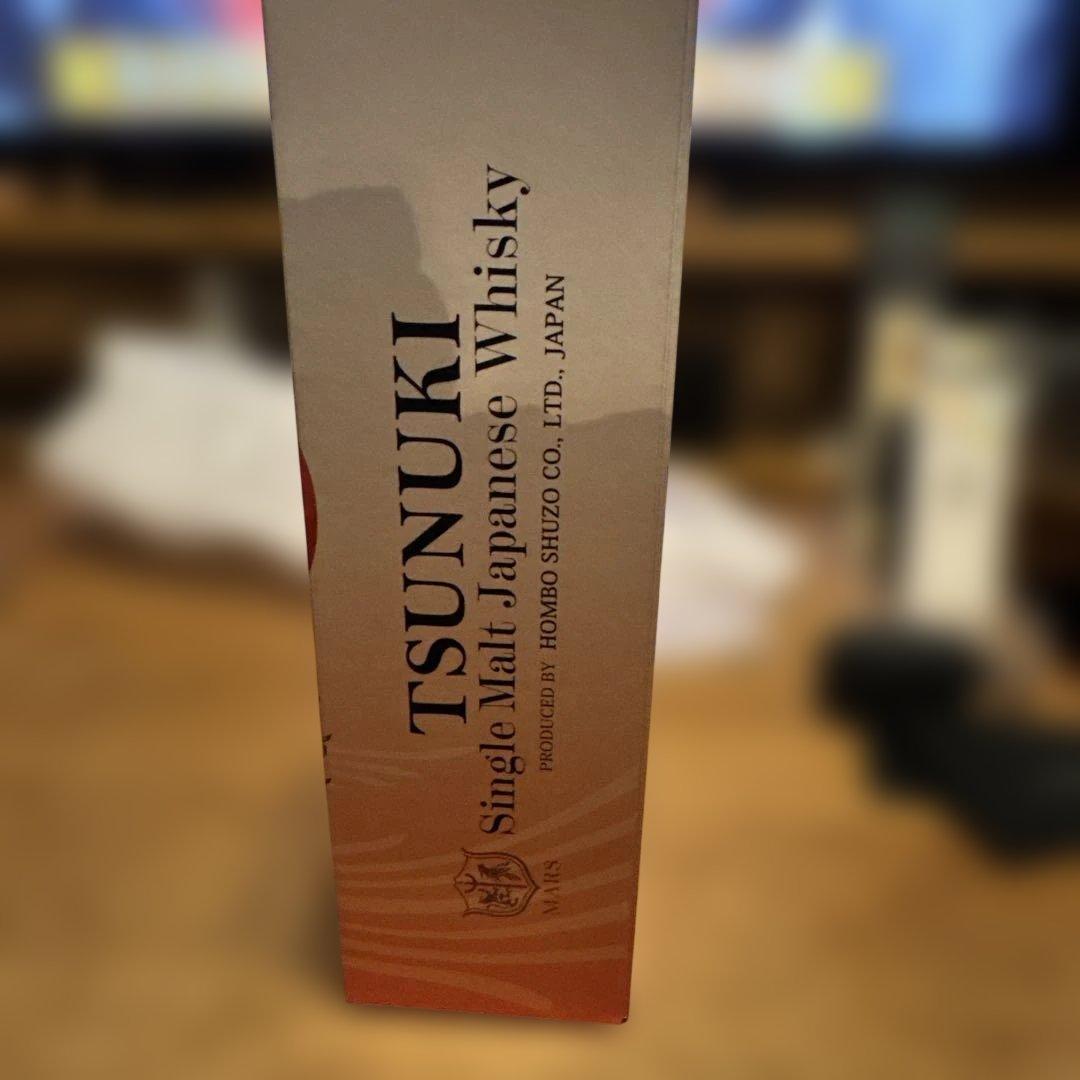 TSUNUKI
Single Malt Japanese Whisky
PRODUCED BY HOMBO SHUZO CO., LTD., JAPAN
MARS